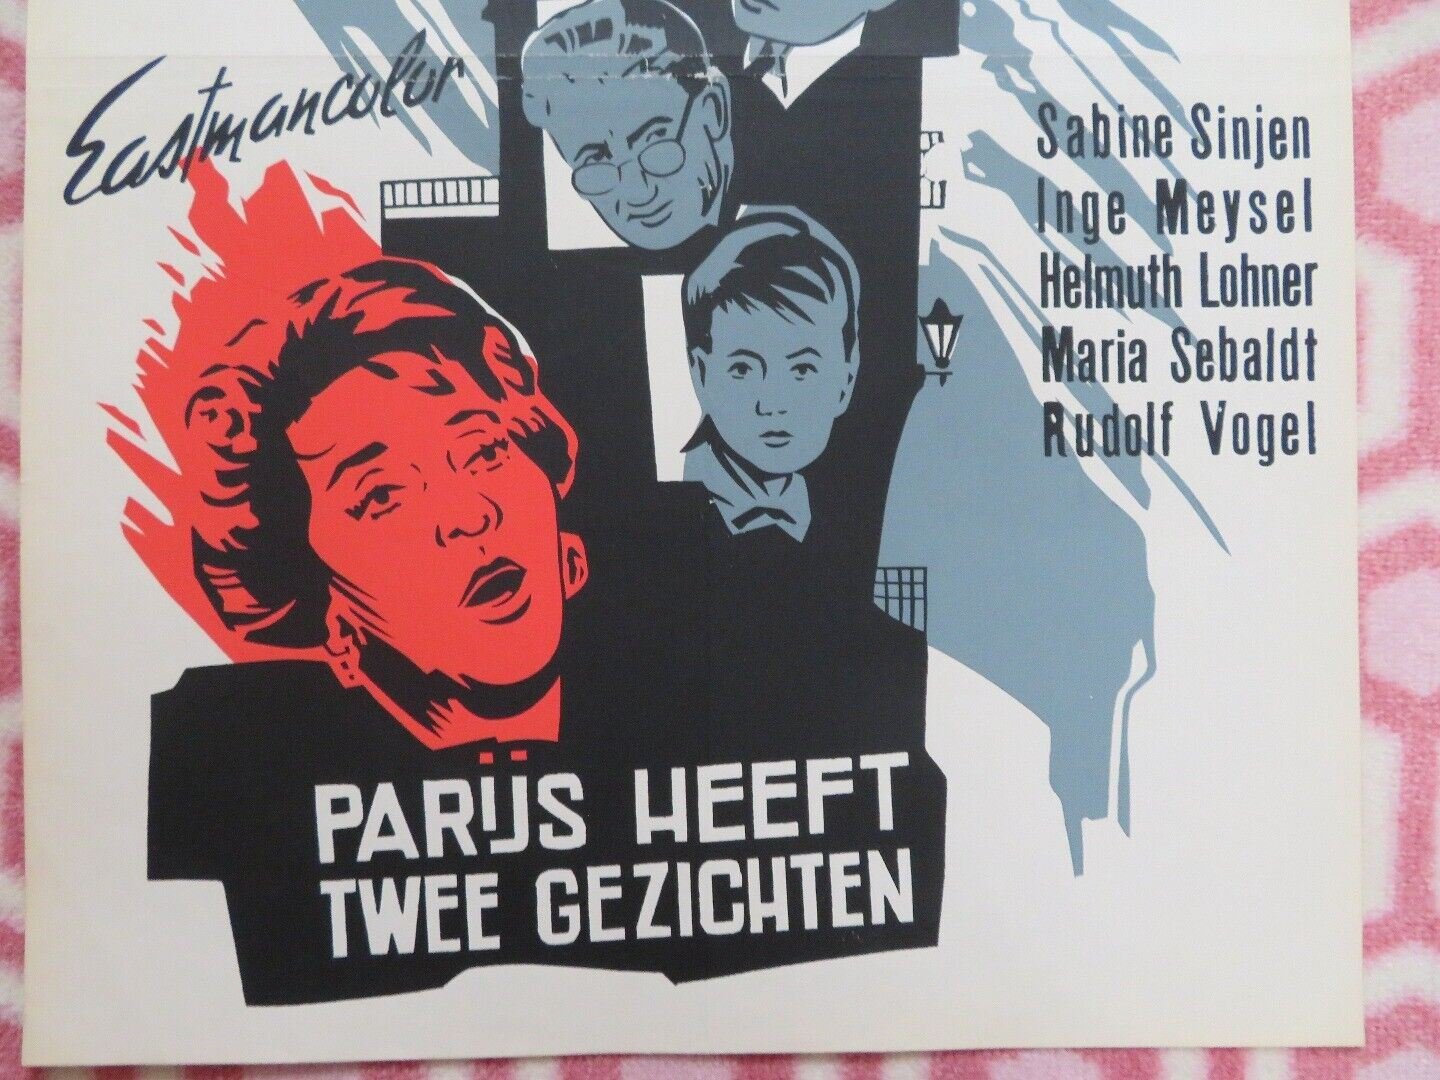 Eastmancolor
Sabine Sinjen
Inge Meysel
Helmuth Lohner
Maria Sebaldt
Rudolf Vogel
PARIJS HEEFT
TWEE GEZICHTEN